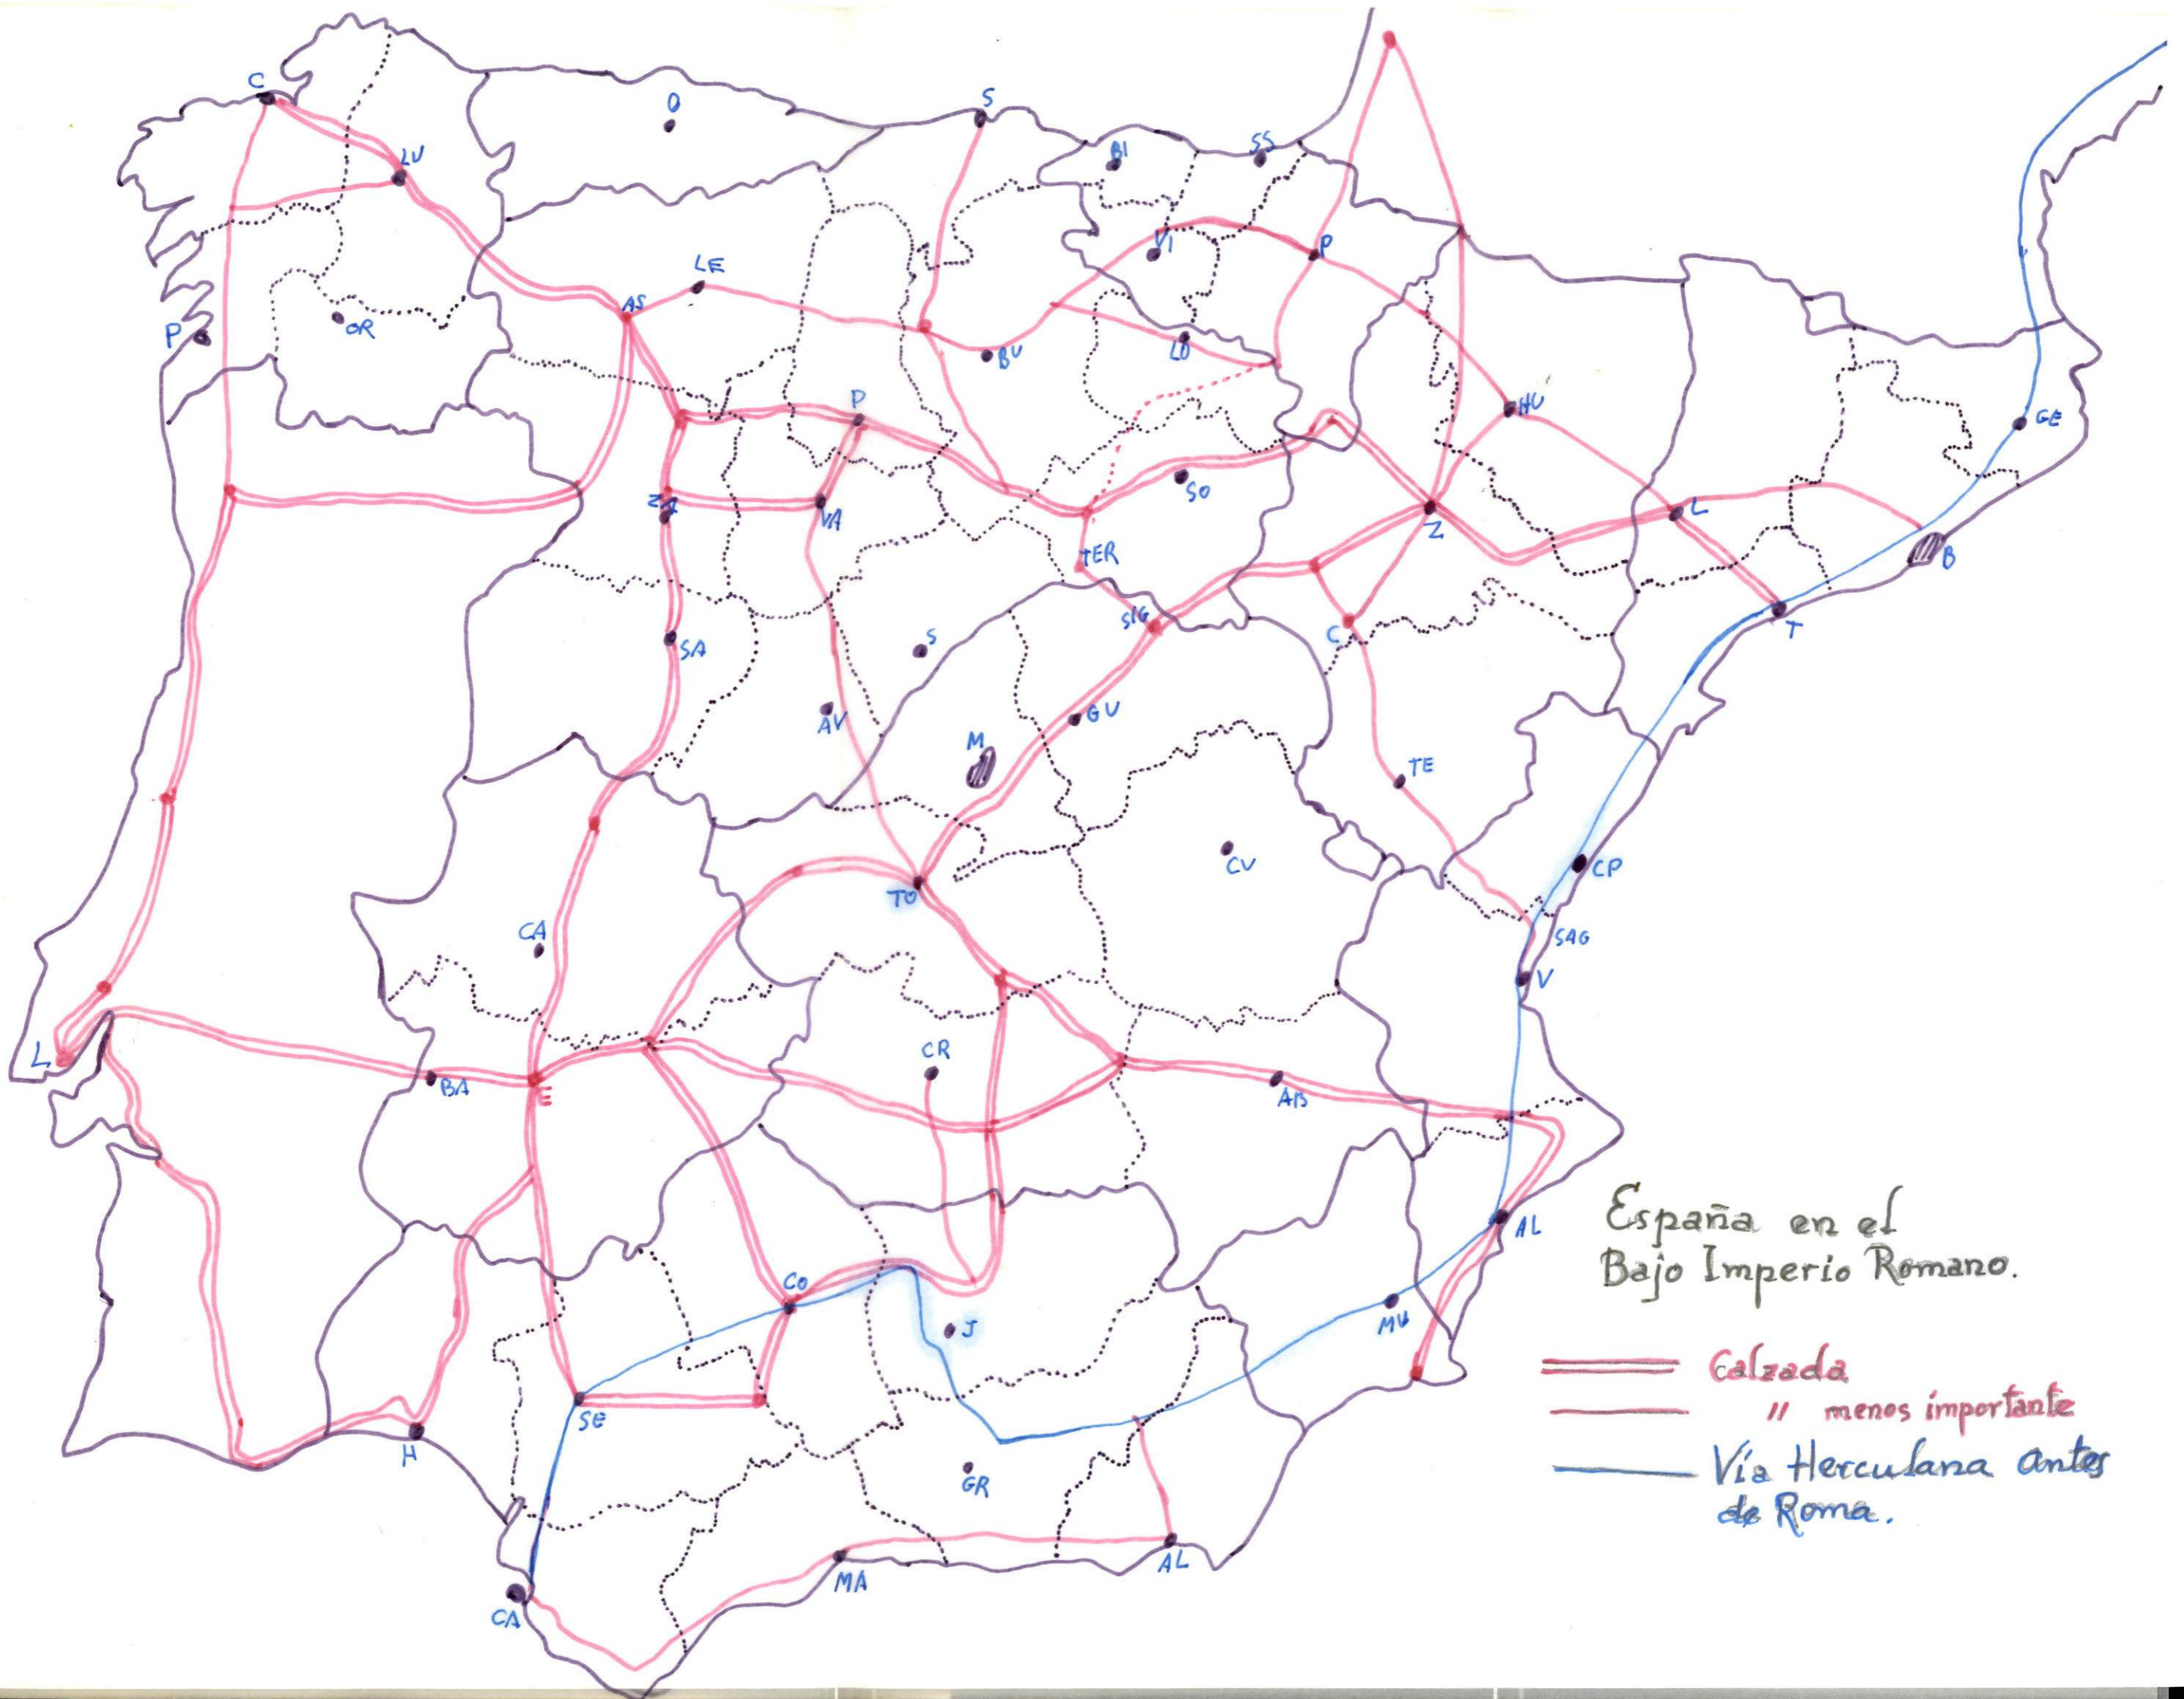 C
O
S
BI
SS
LU
VI
P
LE
AS
P
OR
BU
LO
HU
GE
P
ZA
VA
SO
Z
L
B
TER
SIG
C
T
SA
S
AV
GU
M
TE
TO
CU
CP
CA
SAG
V
L
BA
E
CR
AB
AL
España en el
Bajo Imperio Romano.
CO
J
MU
Calzada
" menos importante
SE
H
Vía Herculana antes
de Roma.
GR
MA
AL
CA